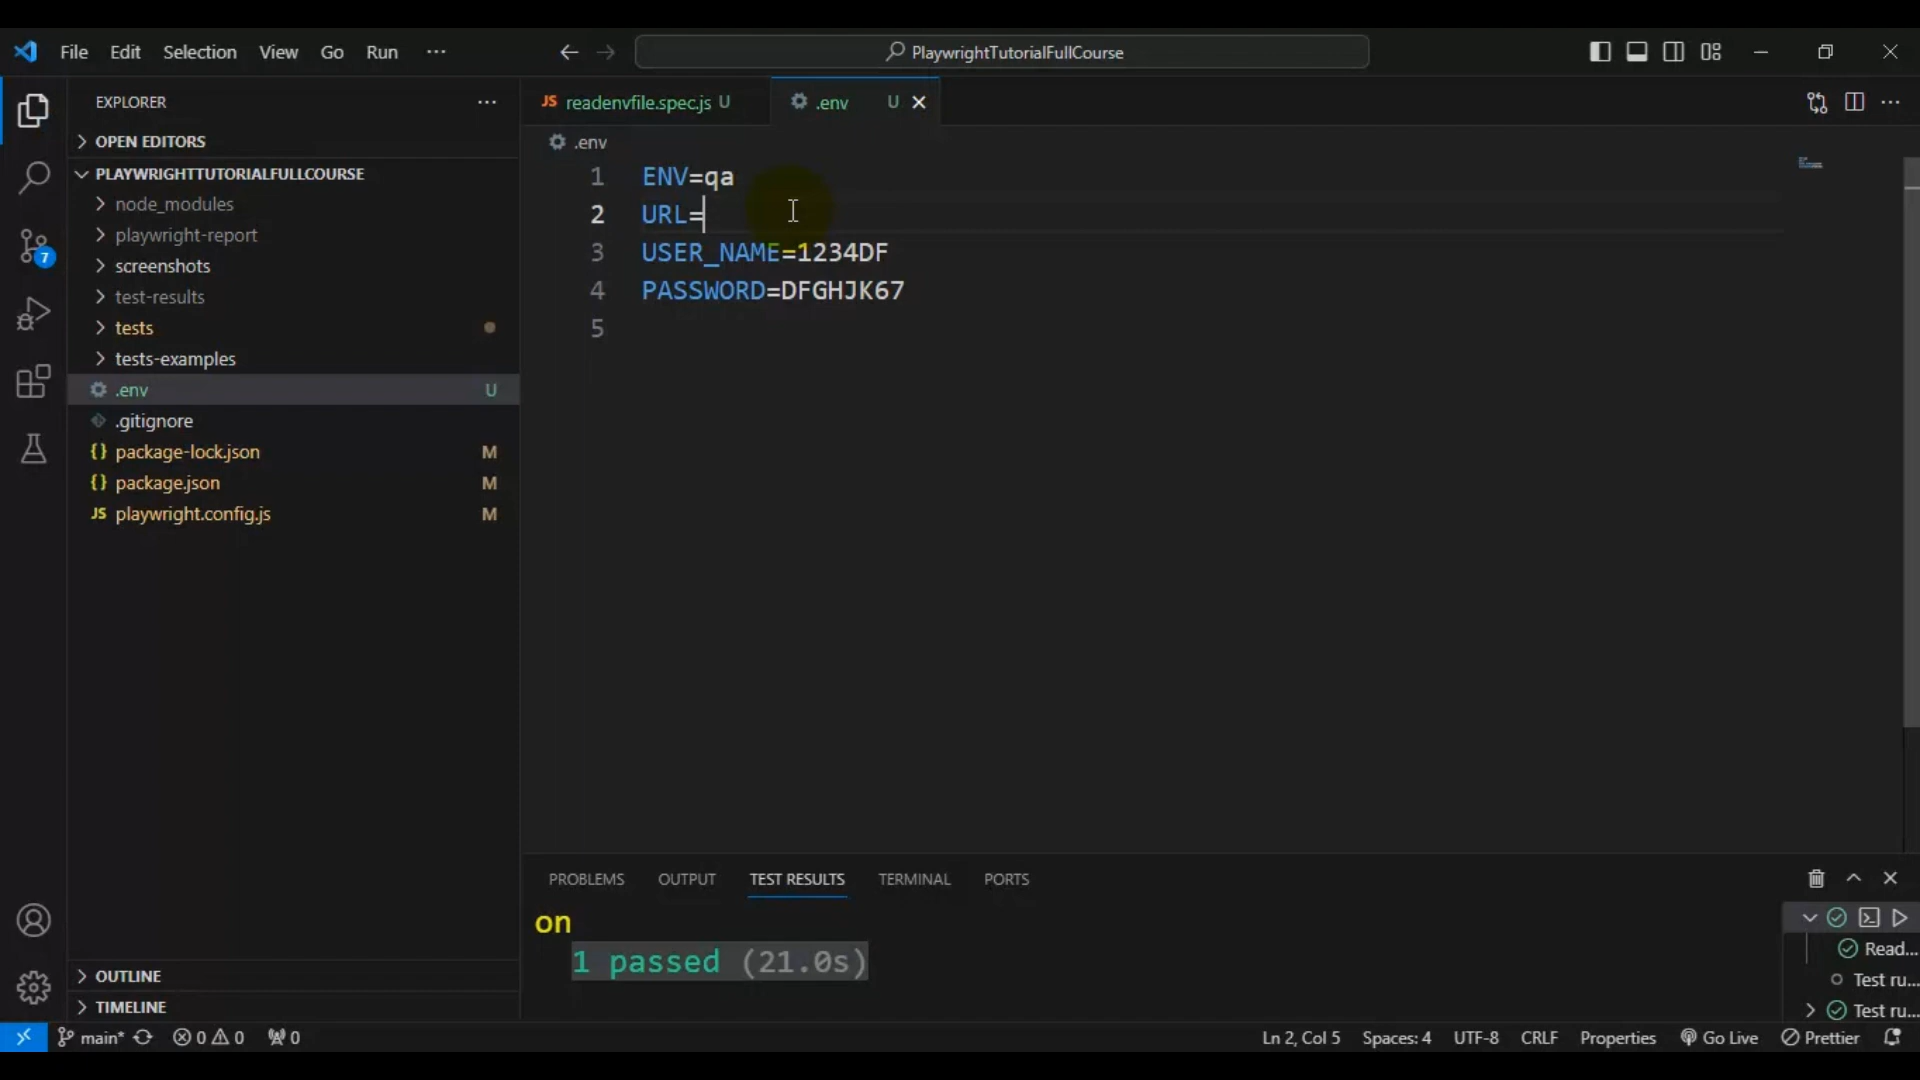 File Edit Selection View Go Run ···
PlaywrightTutorialFullCourse
EXPLORER
OPEN EDITORS
PLAYWRIGHTTUTORIALFULLCOURSE
node_modules
playwright-report
screenshots
test-results
tests
tests-examples
.env U
.gitignore
package-lock.json M
package.json M
JS playwright.config.js M
OUTLINE
TIMELINE
7
JS readenvfile.spec.js U
.env U
.env
1 ENV=qa
2 URL=
3 USER_NAME=1234DF
4 PASSWORD=DFGHJK67
5
PROBLEMS OUTPUT TEST RESULTS TERMINAL PORTS
on
1 passed (21.0s)
Read...
Test ru...
Test ru...
main* 0 0 0
Ln 2, Col 5 Spaces: 4 UTF-8 CRLF Properties Go Live Prettier